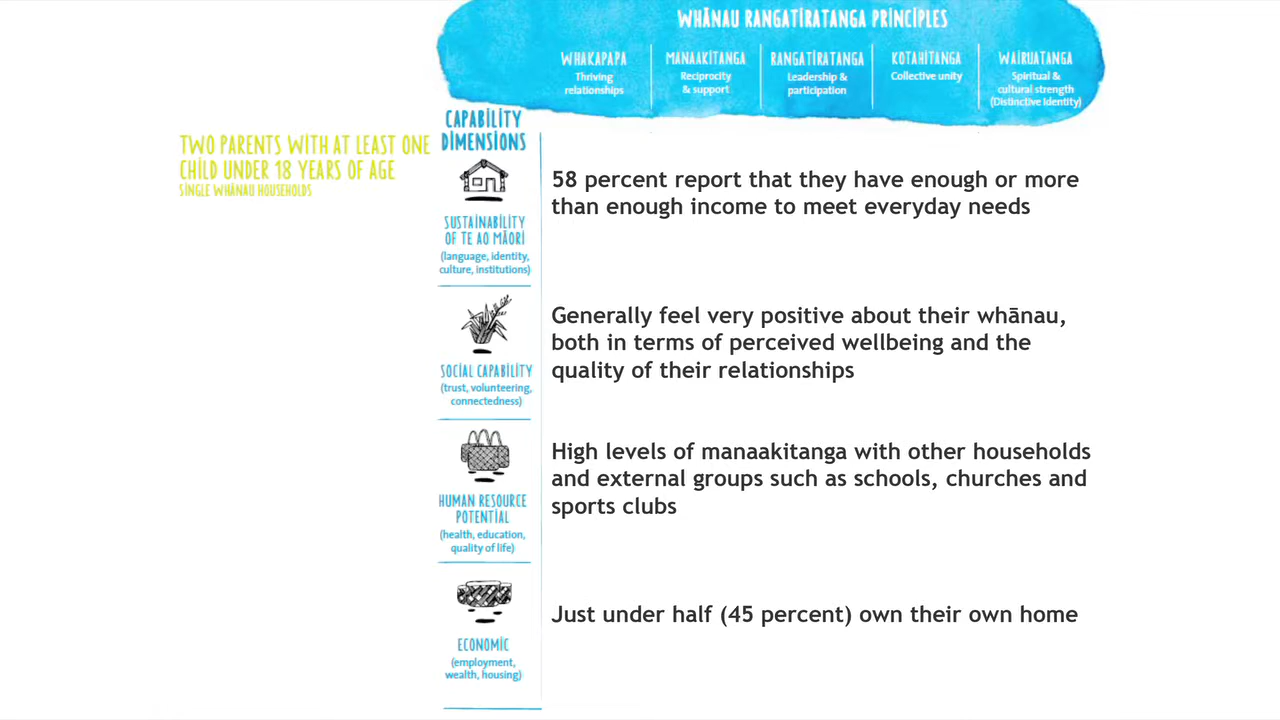 WHĀNAU RANGATIRATANGA PRINCIPLES
WHAKAPAPA
Thriving
relationships
MANAAKITANGA
Reciprocity
& support
RANGATIRATANGA
Leadership &
participation
KOTAHITANGA
Collective unity
WAIRUATANGA
Spiritual &
cultural strength
(Distinctive identity)
TWO PARENTS WITH AT LEAST ONE
CHILD UNDER 18 YEARS OF AGE
SINGLE WHĀNAU HOUSEHOLDS
CAPABILITY
DIMENSIONS
SUSTAINABILITY
OF TE AO MĀORI
(language, identity,
culture, institutions)
58 percent report that they have enough or more
than enough income to meet everyday needs
SOCIAL CAPABILITY
(trust, volunteering,
connectedness)
Generally feel very positive about their whānau,
both in terms of perceived wellbeing and the
quality of their relationships
HUMAN RESOURCE
POTENTIAL
(health, education,
quality of life)
High levels of manaakitanga with other households
and external groups such as schools, churches and
sports clubs
ECONOMIC
(employment,
wealth, housing)
Just under half (45 percent) own their own home